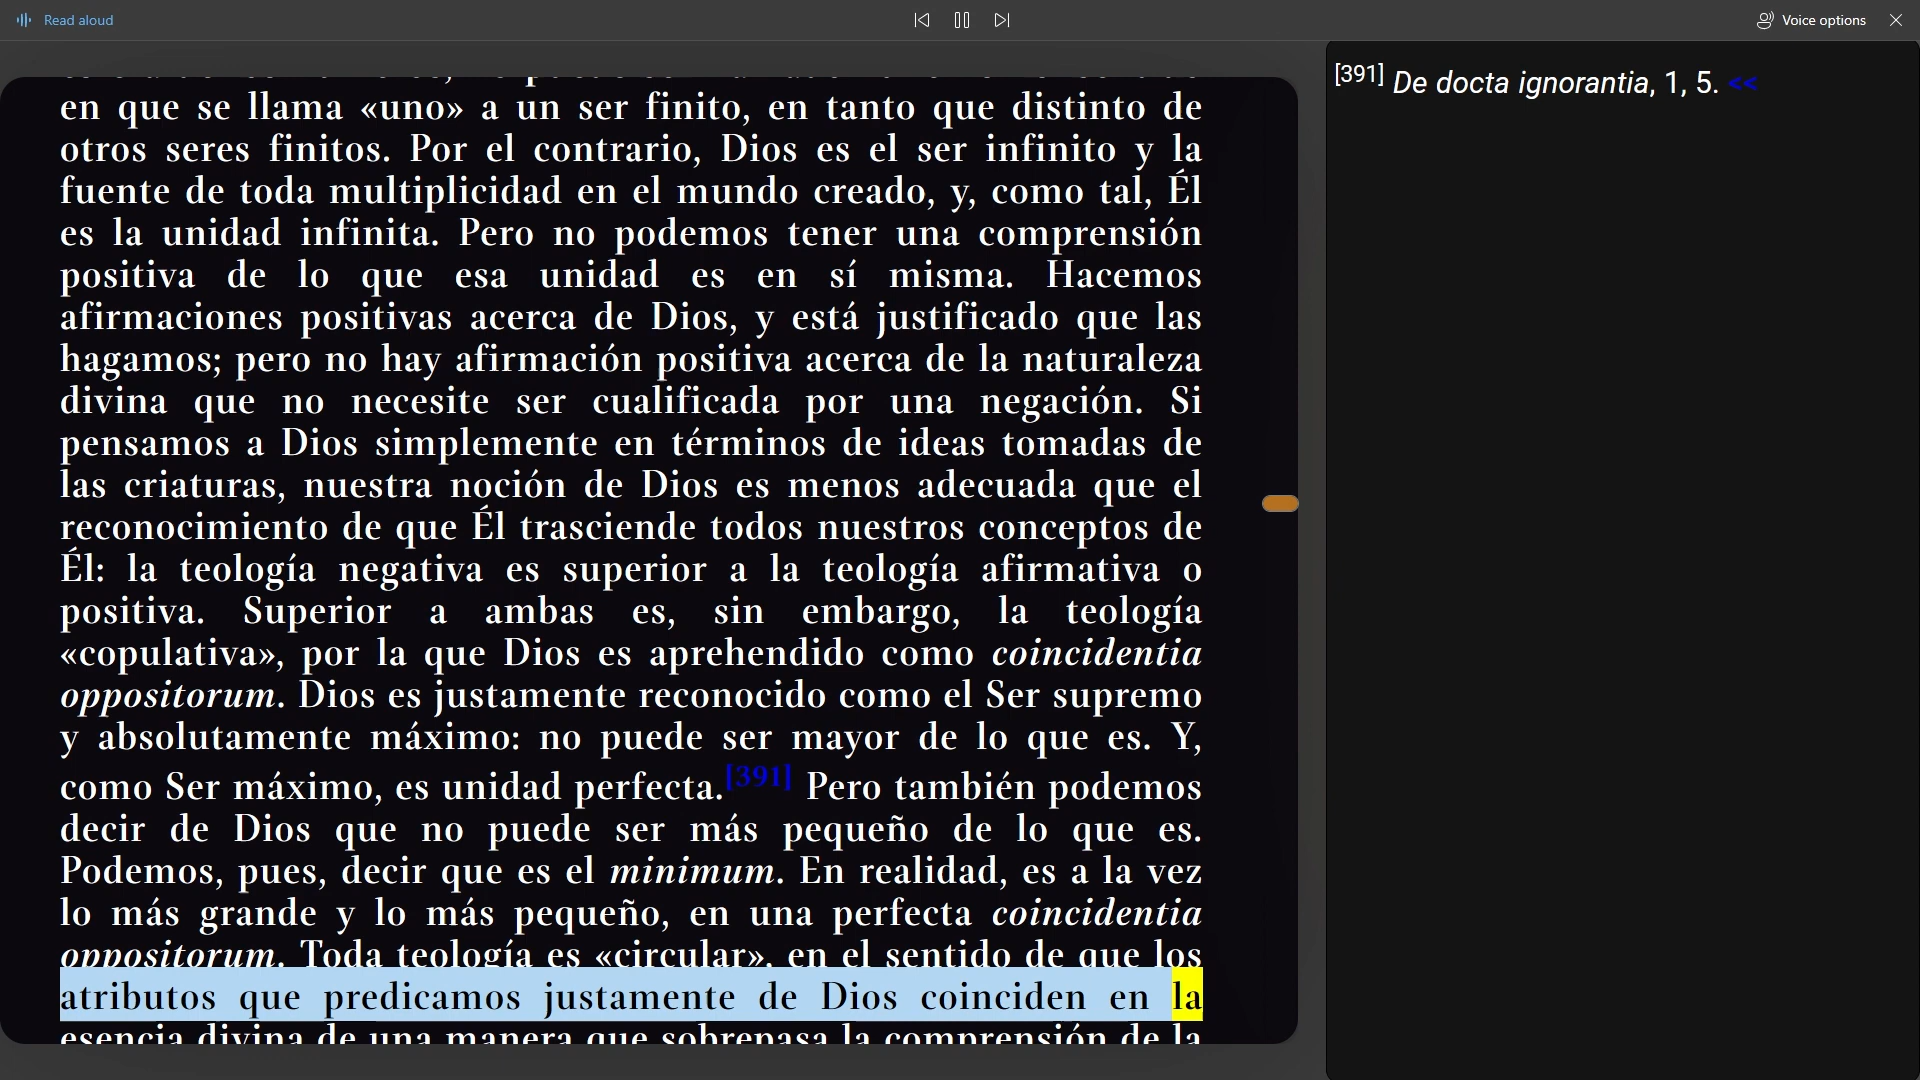 Read aloud
Voice options
en que se llama «uno» a un ser finito, en tanto que distinto de
otros seres finitos. Por el contrario, Dios es el ser infinito y la
fuente de toda multiplicidad en el mundo creado, y, como tal, Él
es la unidad infinita. Pero no podemos tener una comprensión
positiva de lo que esa unidad es en sí misma. Hacemos
afirmaciones positivas acerca de Dios, y está justificado que las
hagamos; pero no hay afirmación positiva acerca de la naturaleza
divina que no necesite ser cualificada por una negación. Si
pensamos a Dios simplemente en términos de ideas tomadas de
las criaturas, nuestra noción de Dios es menos adecuada que el
reconocimiento de que Él trasciende todos nuestros conceptos de
Él: la teología negativa es superior a la teología afirmativa o
positiva. Superior a ambas es, sin embargo, la teología
«copulativa», por la que Dios es aprehendido como coincidentia
oppositorum. Dios es justamente reconocido como el Ser supremo
y absolutamente máximo: no puede ser mayor de lo que es. Y,
como Ser máximo, es unidad perfecta.[391] Pero también podemos
decir de Dios que no puede ser más pequeño de lo que es.
Podemos, pues, decir que es el minimum. En realidad, es a la vez
lo más grande y lo más pequeño, en una perfecta coincidentia
oppositorum. Toda teología es «circular», en el sentido de que los
atributos que predicamos justamente de Dios coinciden en la
esencia divina de una manera que sobrepasa la comprensión de la
[391] De docta ignorantia, 1, 5. <<